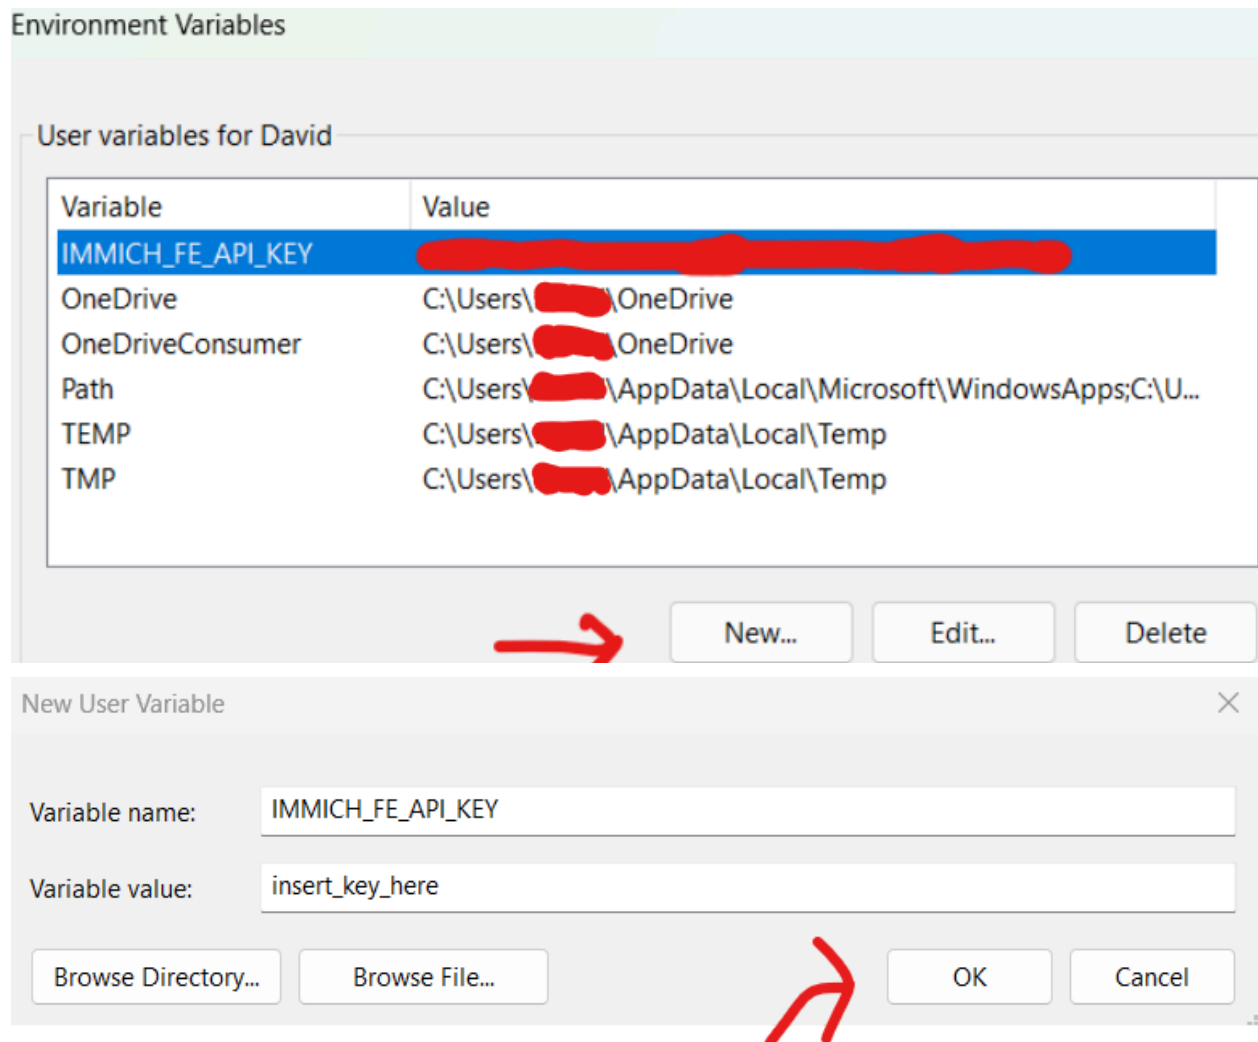 Environment Variables
User variables for David
Variable Value
IMMICH_FE_API_KEY
OneDrive C:\Users\ \OneDrive
OneDriveConsumer C:\Users\ \OneDrive
Path C:\Users\ \AppData\Local\Microsoft\WindowsApps;C:\U...
TEMP C:\Users\ \AppData\Local\Temp
TMP C:\Users\ \AppData\Local\Temp
New... Edit... Delete
New User Variable
Variable name: IMMICH_FE_API_KEY
Variable value: insert_key_here
Browse Directory... Browse File... OK Cancel